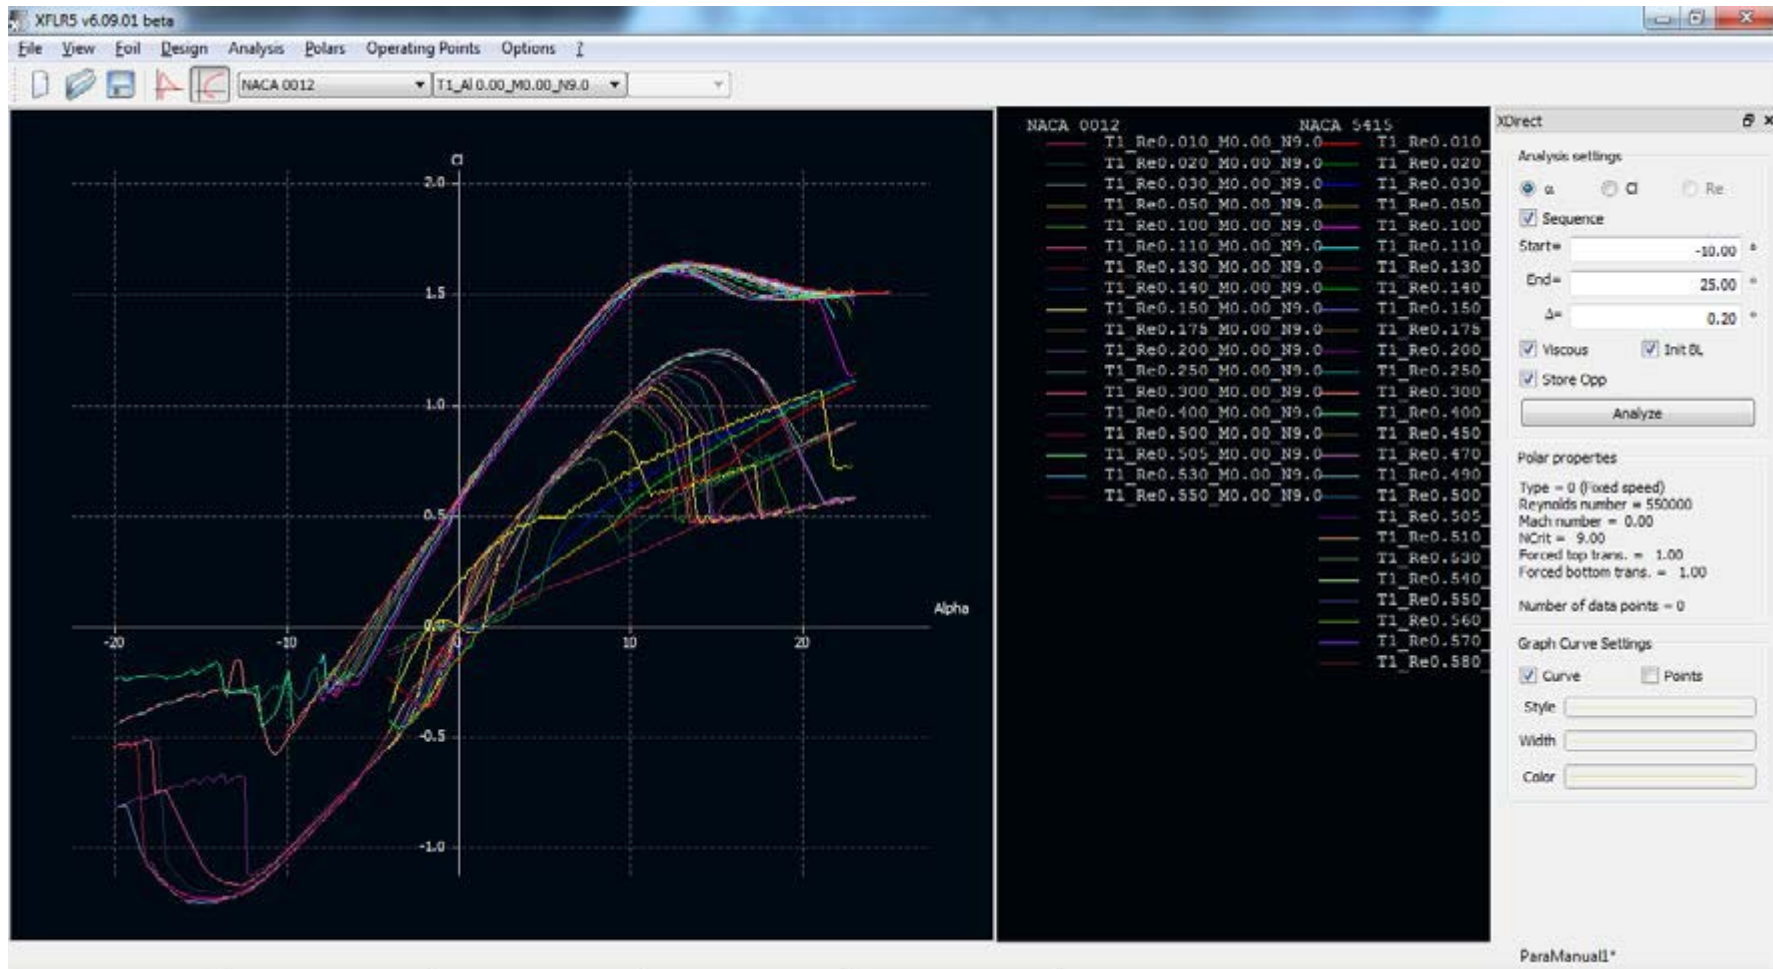 XFLR5 v6.09.01 beta
File View Foil Design Analysis Polars Operating Points Options ?
NACA 0012 T1_Al 0.00_M0.00_N9.0
Cl
2.0
1.5
1.0
0.5
0.0
-20 -10 0 10 20
Alpha
-0.5
-1.0
NACA 0012 NACA 5415
T1_Re0.010_M0.00_N9.0 T1_Re0.010
T1_Re0.020_M0.00_N9.0 T1_Re0.020
T1_Re0.030_M0.00_N9.0 T1_Re0.030
T1_Re0.050_M0.00_N9.0 T1_Re0.050
T1_Re0.100_M0.00_N9.0 T1_Re0.100
T1_Re0.110_M0.00_N9.0 T1_Re0.110
T1_Re0.130_M0.00_N9.0 T1_Re0.130
T1_Re0.140_M0.00_N9.0 T1_Re0.140
T1_Re0.150_M0.00_N9.0 T1_Re0.150
T1_Re0.175_M0.00_N9.0 T1_Re0.175
T1_Re0.200_M0.00_N9.0 T1_Re0.200
T1_Re0.250_M0.00_N9.0 T1_Re0.250
T1_Re0.300_M0.00_N9.0 T1_Re0.300
T1_Re0.400_M0.00_N9.0 T1_Re0.400
T1_Re0.500_M0.00_N9.0 T1_Re0.450
T1_Re0.505_M0.00_N9.0 T1_Re0.470
T1_Re0.530_M0.00_N9.0 T1_Re0.490
T1_Re0.550_M0.00_N9.0 T1_Re0.500
T1_Re0.505
T1_Re0.510
T1_Re0.530
T1_Re0.540
T1_Re0.550
T1_Re0.560
T1_Re0.570
T1_Re0.580
XDirect
Analysis settings
α Cl Re
Sequence
Start= -10.00 °
End= 25.00 °
Δ= 0.20 °
Viscous Init BL
Store Opp
Analyze
Polar properties
Type = 0 (Fixed speed)
Reynolds number = 550000
Mach number = 0.00
NCrit = 9.00
Forced top trans. = 1.00
Forced bottom trans. = 1.00
Number of data points = 0
Graph Curve Settings
Curve Points
Style
Width
Color
ParaManual1*